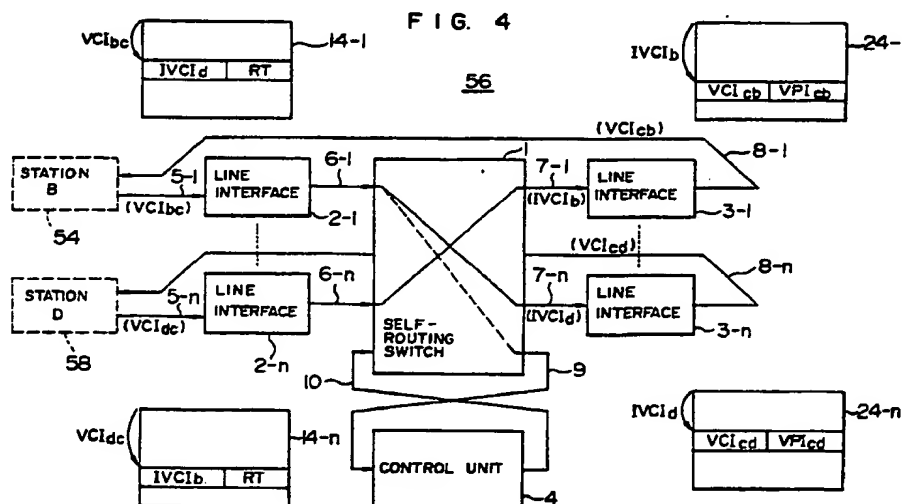 FIG. 4
VCIbc
14-1
IVCId RT
56
IVCIb
24-
VCIcb VPIcb
(VCIcb)
8-1
STATION B
5-1
(VCIbc)
54
LINE INTERFACE
2-1
6-1
1
7-1
(IVCIb)
LINE INTERFACE
3-1
(VCIcd)
8-n
STATION D
5-n
(VCIdc)
58
LINE INTERFACE
2-n
6-n
SELF-ROUTING SWITCH
7-n
(IVCId)
LINE INTERFACE
3-n
10
9
VCIdc
14-n
IVCIb. RT
CONTROL UNIT
4
IVCId
24-n
VCIcd VPIcd